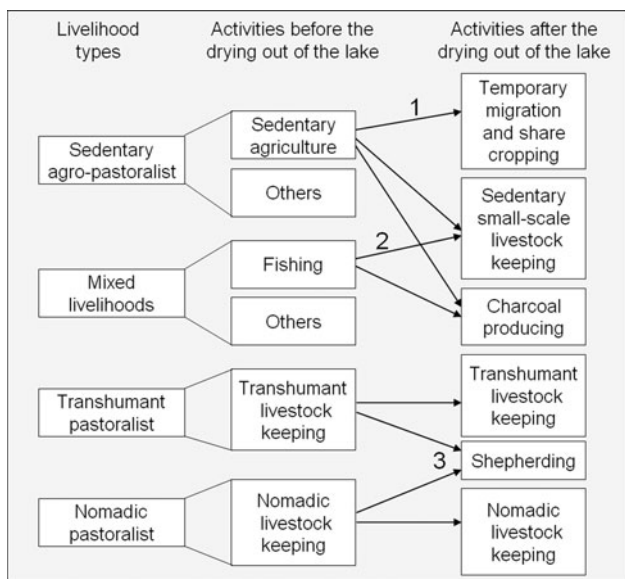 Livelihood
types
Activities before the
drying out of the lake
Activities after the
drying out of the lake
Sedentary
agro-pastoralist
Sedentary
agriculture
Others
1
Temporary
migration
and share
cropping
Sedentary
small-scale
livestock
keeping
Mixed
livelihoods
Fishing
Others
2
Charcoal
producing
Transhumant
pastoralist
Transhumant
livestock
keeping
Transhumant
livestock
keeping
3
Shepherding
Nomadic
pastoralist
Nomadic
livestock
keeping
Nomadic
livestock
keeping